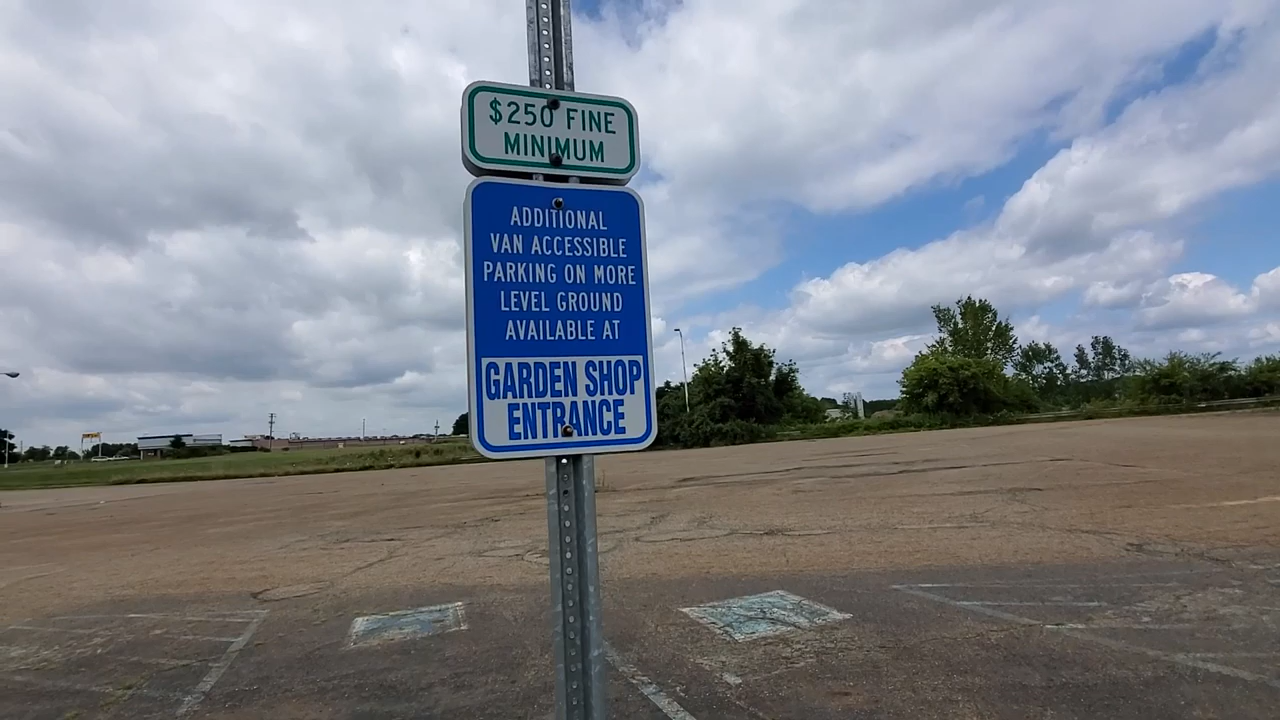 $250 FINE
MINIMUM
ADDITIONAL
VAN ACCESSIBLE
PARKING ON MORE
LEVEL GROUND
AVAILABLE AT
GARDEN SHOP
ENTRANCE